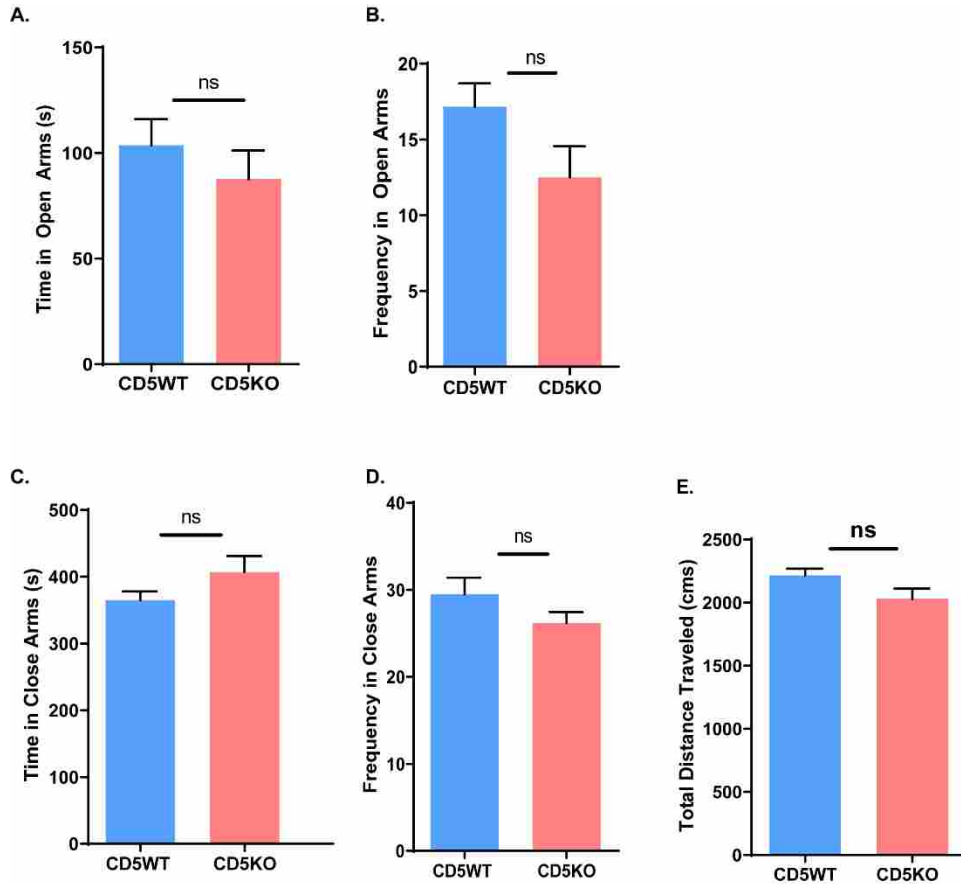 A.
Time in Open Arms (s)
150
100
50
0
ns
CD5WT CD5KO
B.
Frequency in Open Arms
20
15
10
5
0
ns
CD5WT CD5KO
C.
Time in Close Arms (s)
500
400
300
200
100
0
ns
CD5WT CD5KO
D.
Frequency in Close Arms
40
30
20
10
0
ns
CD5WT CD5KO
E.
Total Distance Traveled (cms)
2500
2000
1500
1000
500
0
ns
CD5WT CD5KO